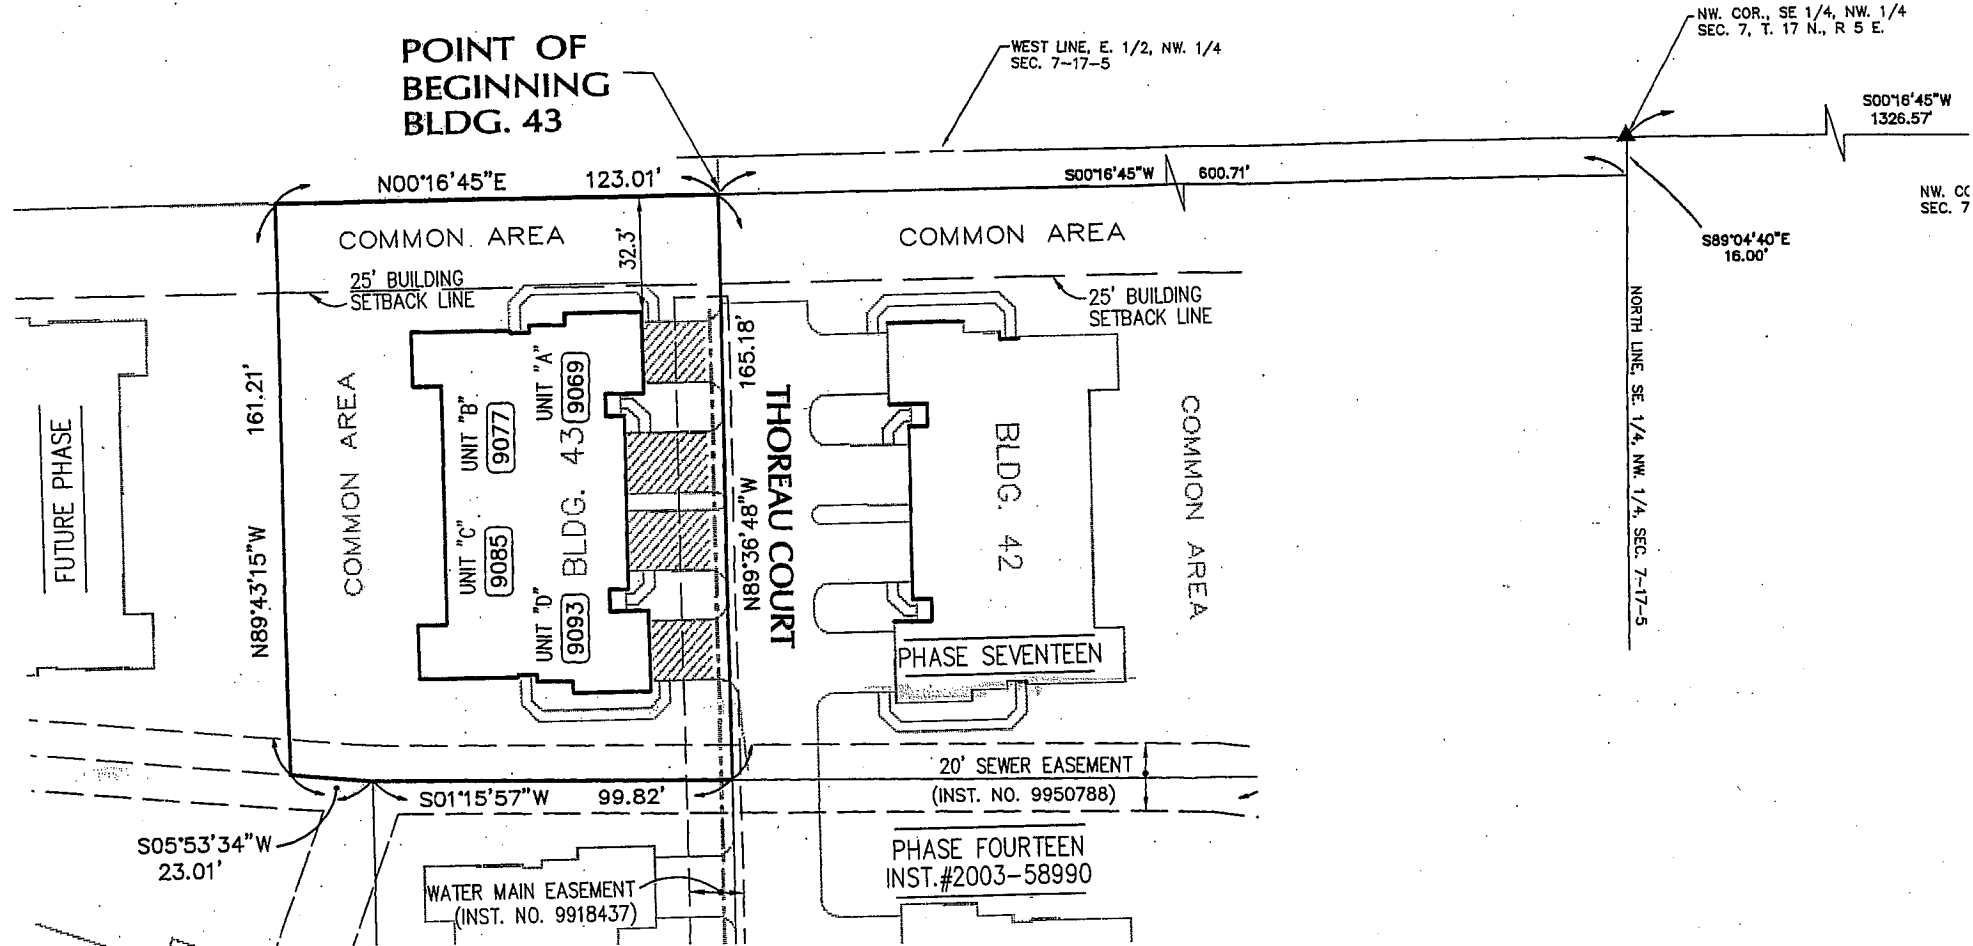 POINT OF
BEGINNING
BLDG. 43
WEST LINE, E. 1/2, NW. 1/4
SEC. 7-17-5
NW. COR., SE 1/4, NW. 1/4
SEC. 7, T. 17 N., R 5 E.
S00°16'45"W
1326.57'
N00°16'45"E 123.01'
S00°16'45"W 600.71'
NW. CO
SEC. 7
S89°04'40"E
16.00'
COMMON AREA
32.3'
COMMON AREA
25' BUILDING
SETBACK LINE
25' BUILDING
SETBACK LINE
NORTH LINE, SE. 1/4, NW. 1/4, SEC. 7-17-5
161.21'
N89°43'15"W
COMMON AREA
FUTURE PHASE
UNIT "A"
9069
UNIT "B"
9077
UNIT "C"
9085
UNIT "D"
9093
BLDG. 43
165.18'
N89°36'48"W
THOREAU COURT
BLDG. 42
COMMON AREA
PHASE SEVENTEEN
20' SEWER EASEMENT
(INST. NO. 9950788)
S01°15'57"W 99.82'
S05°53'34"W
23.01'
PHASE FOURTEEN
INST.#2003-58990
WATER MAIN EASEMENT
(INST. NO. 9918437)